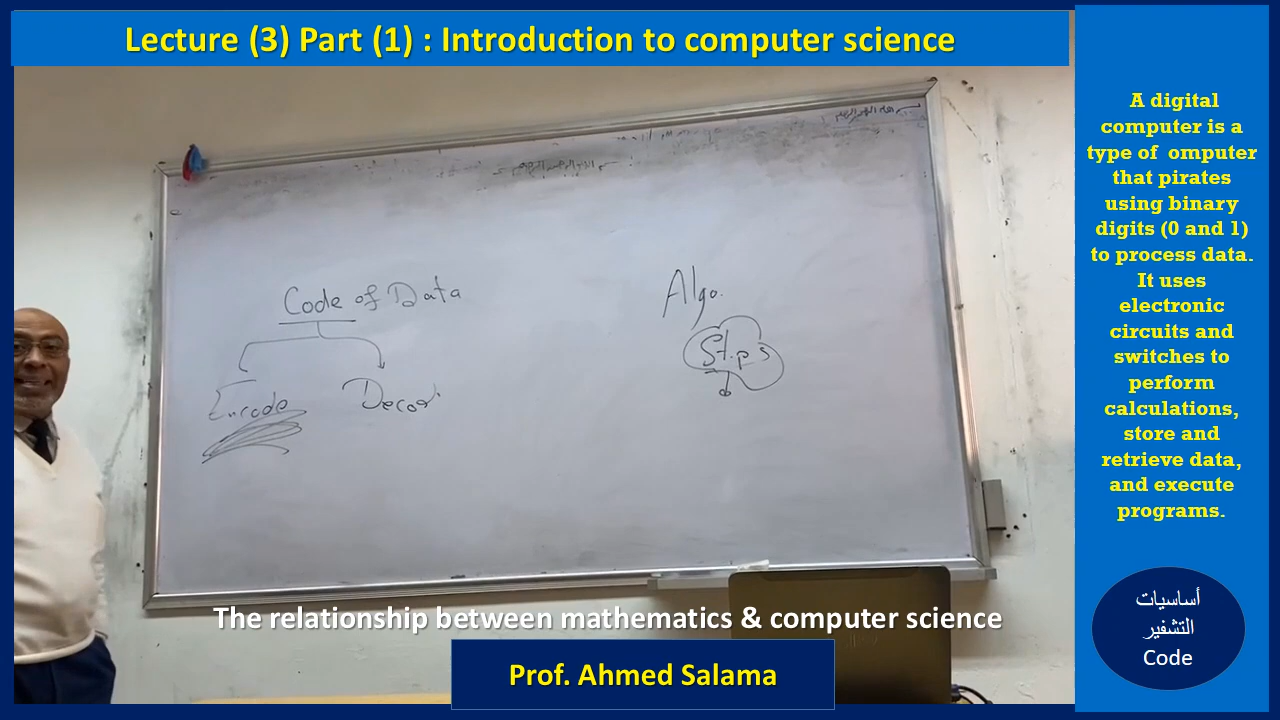 Lecture (3) Part (1) : Introduction to computer science
Code of Data
Encode
Algo.
Steps
The relationship between mathematics & computer science
Prof. Ahmed Salama
A digital
computer is a
type of omputer
that pirates
using binary
digits (0 and 1)
to process data.
It uses
electronic
circuits and
switches to
perform
calculations,
store and
retrieve data,
and execute
programs.
أساسيات
التشفير
Code